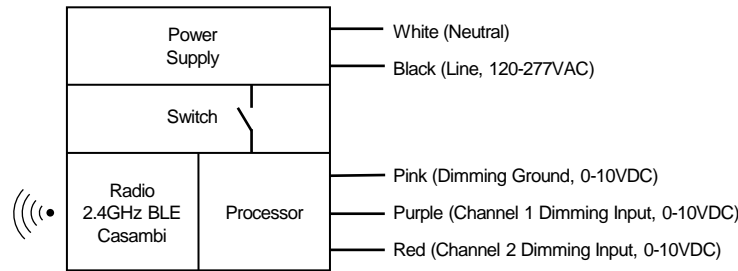 Power
Supply
White (Neutral)
Black (Line, 120-277VAC)
Switch
Radio
2.4GHz BLE
Casambi
Processor
Pink (Dimming Ground, 0-10VDC)
Purple (Channel 1 Dimming Input, 0-10VDC)
Red (Channel 2 Dimming Input, 0-10VDC)